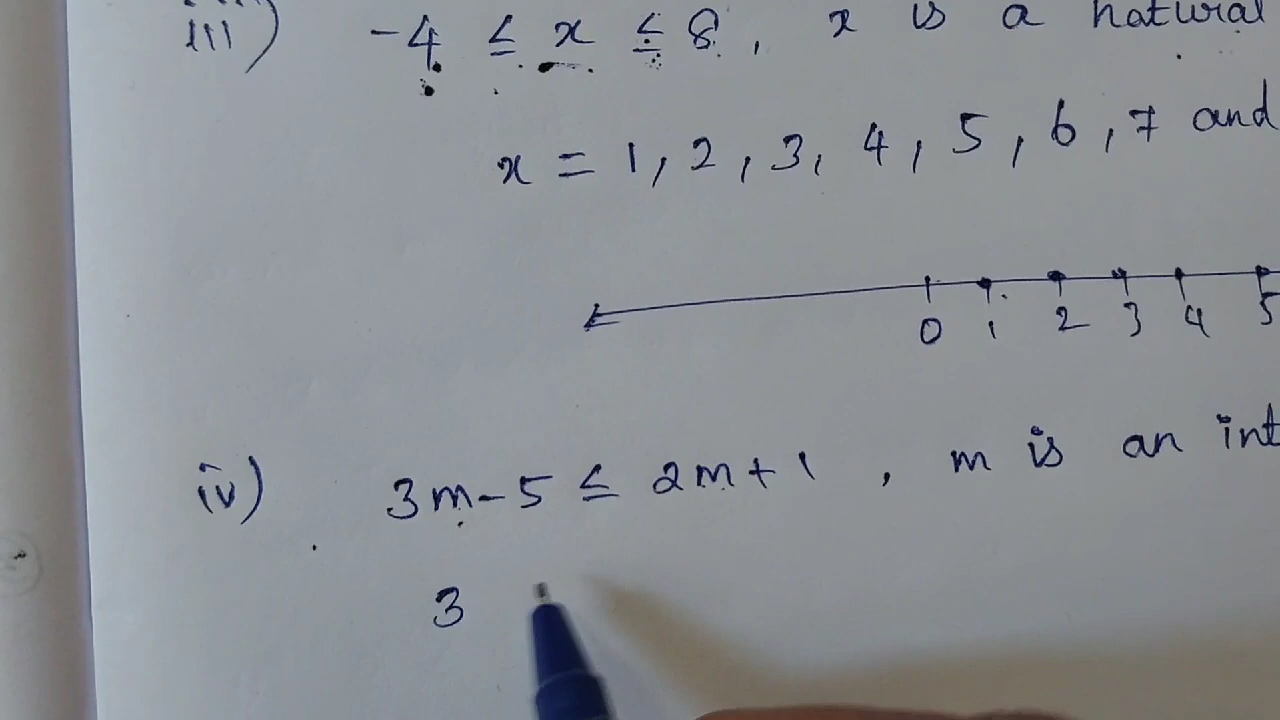 iii) -4 ≤ x ≤ 8, x is a natural
x = 1, 2, 3, 4, 5, 6, 7 and
0 1 2 3 4 5
iv) 3m - 5 ≤ 2m + 1, m is an int
3